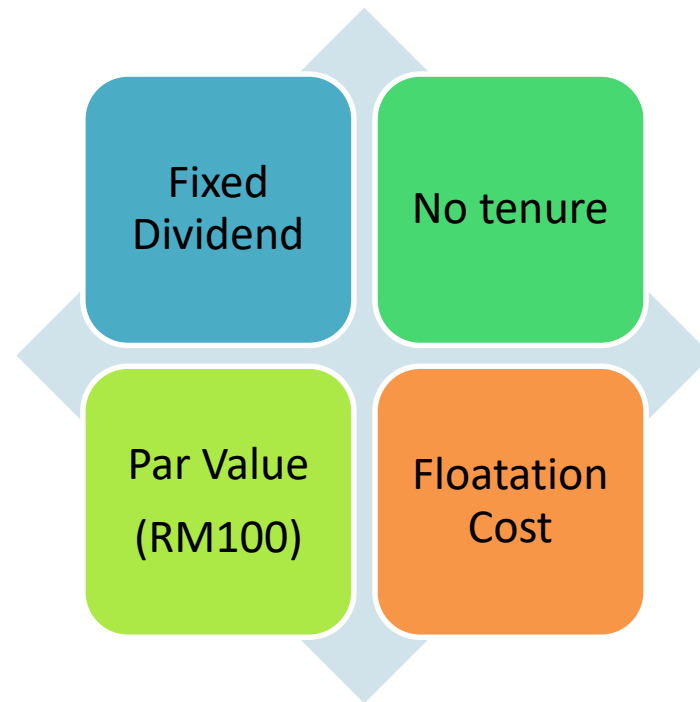 Fixed
Dividend
No tenure
Par Value
(RM100)
Floatation
Cost